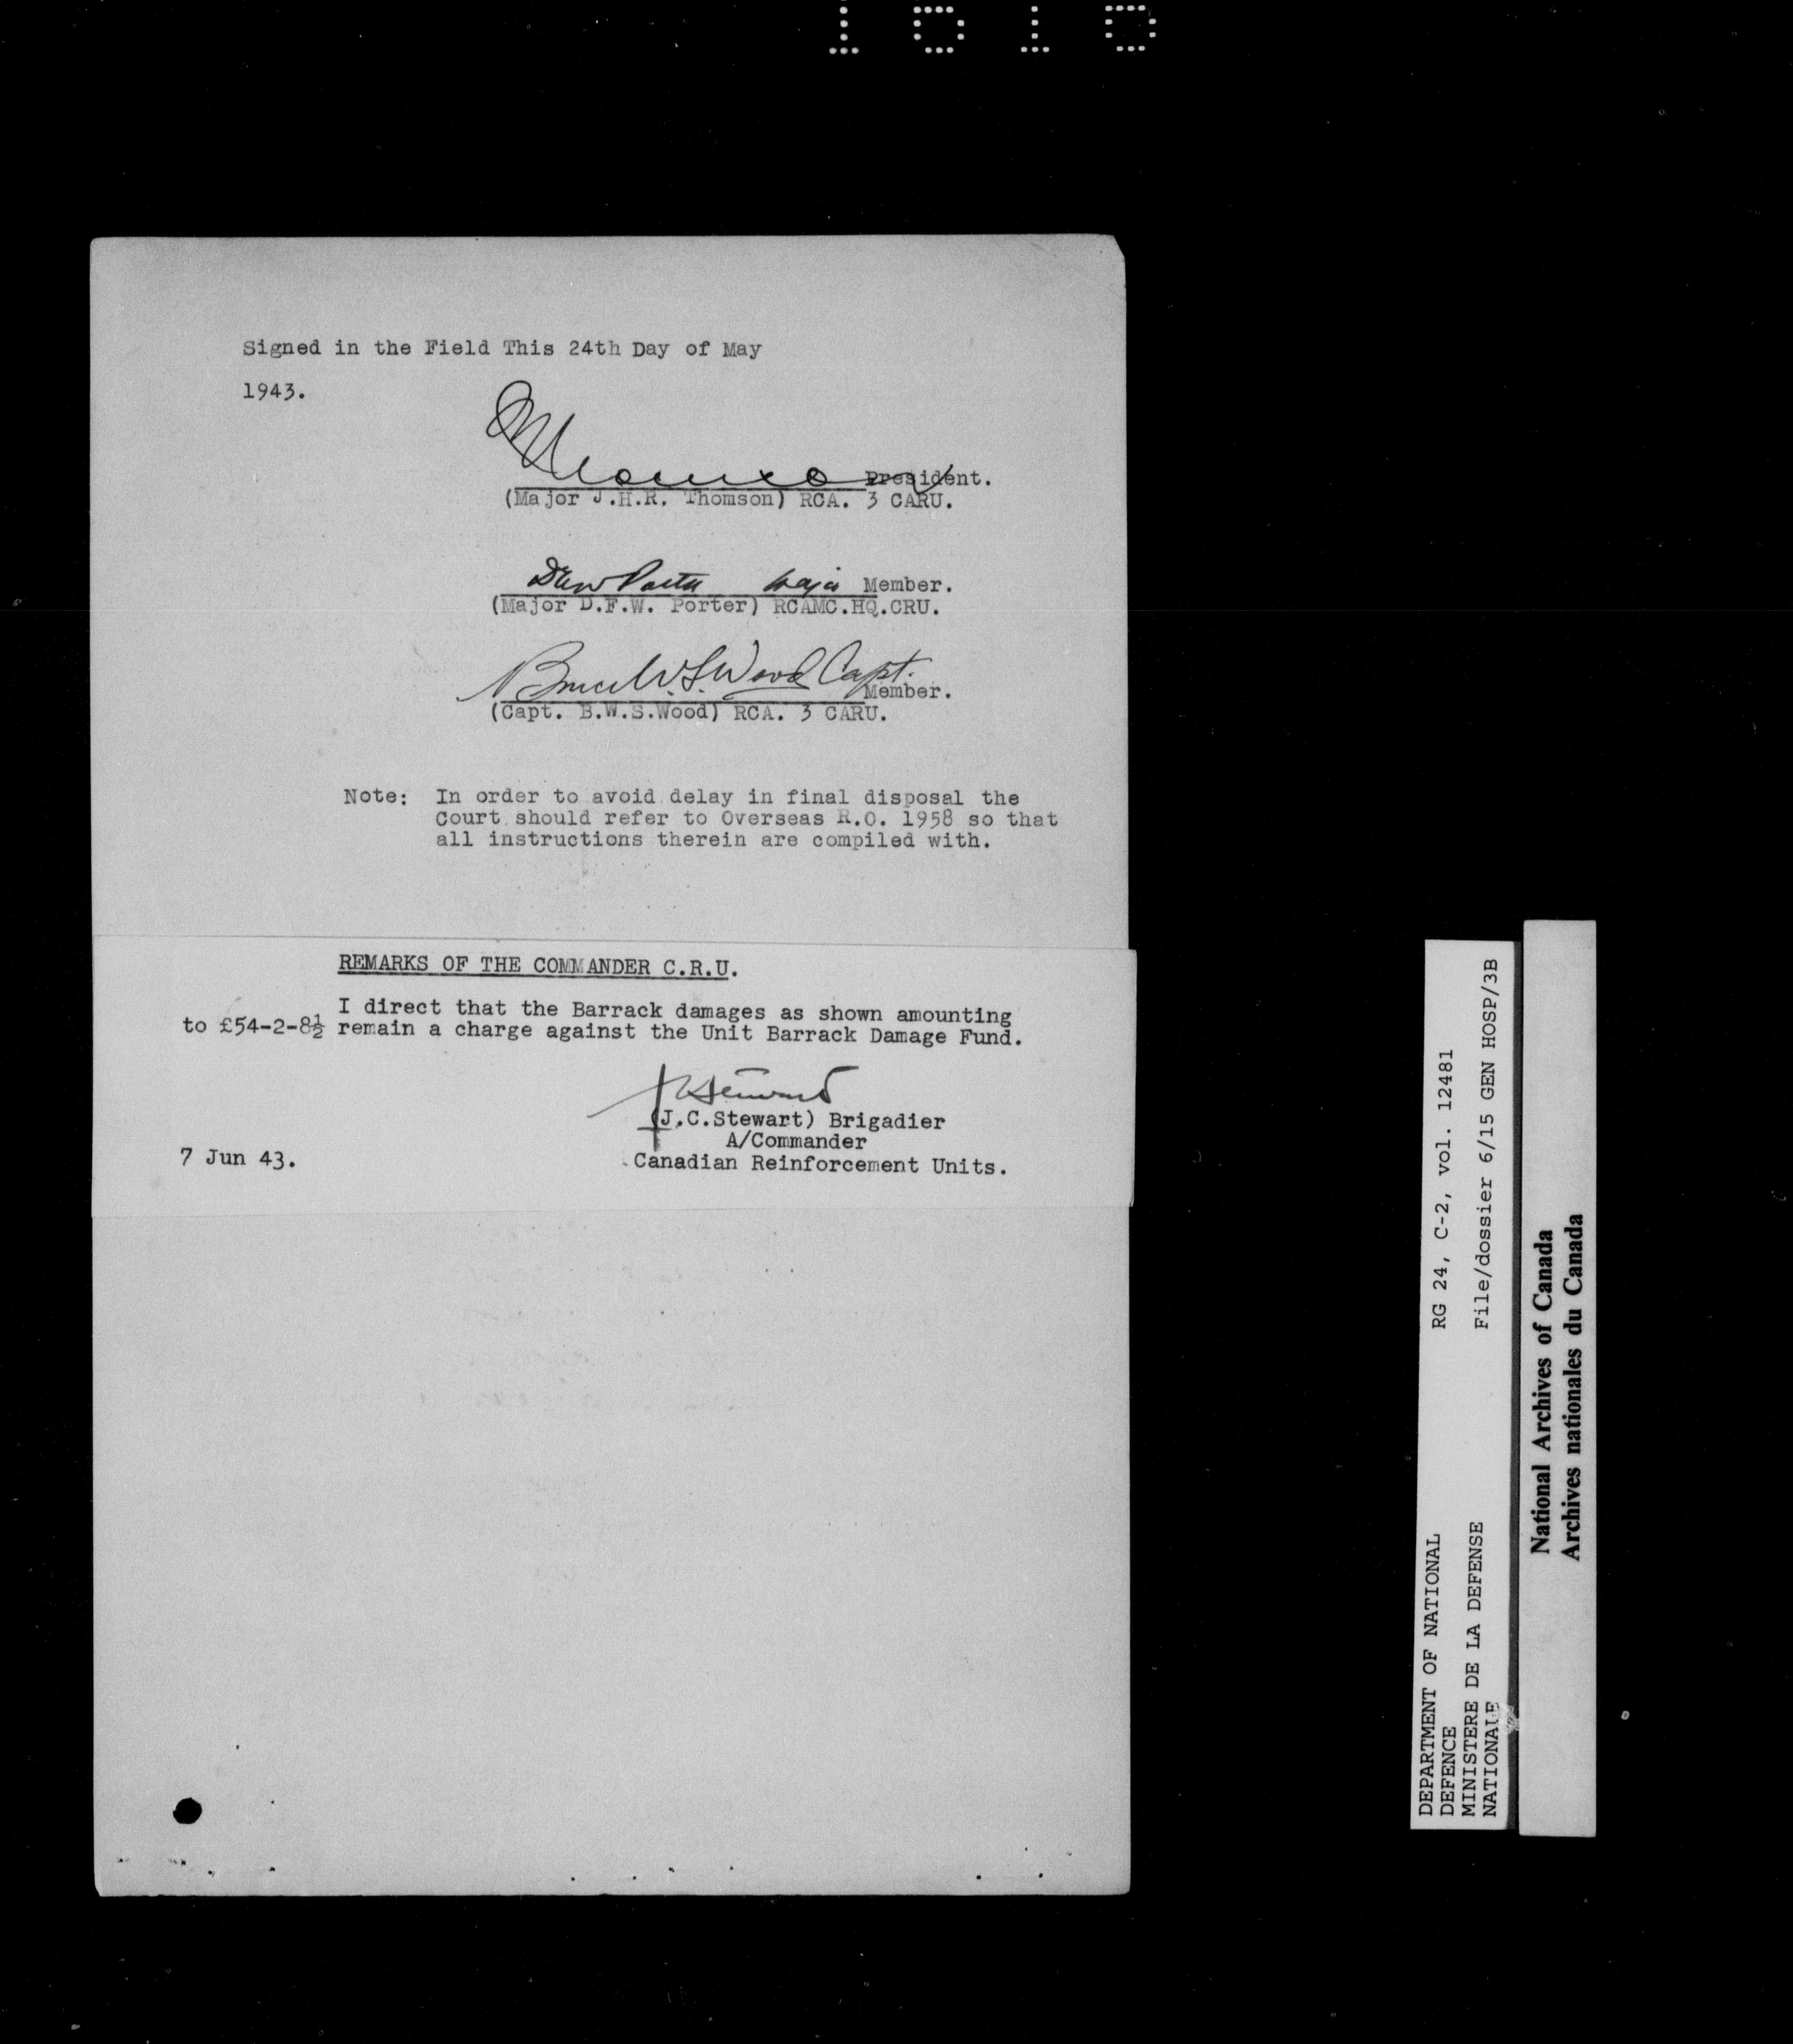 1010
Signed in the Field This 24th Day of May
1943.
President.
(Major J.H.R. Thomson) RCA. 3 CARU.
Major Member.
(Major D.F.W. Porter) RCAMC.HQ.CRU.
Bruce W.S. Wood Capt.
Member.
(Capt. B.W.S.Wood) RCA. 3 CARU.
Note: In order to avoid delay in final disposal the
Court should refer to Overseas R.O. 1958 so that
all instructions therein are compiled with.
REMARKS OF THE COMMANDER C.R.U.
I direct that the Barrack damages as shown amounting
to £54-2-8½ remain a charge against the Unit Barrack Damage Fund.
(J.C.Stewart) Brigadier
A/Commander
7 Jun 43. Canadian Reinforcement Units.
DEPARTMENT OF NATIONAL
DEFENCE
MINISTERE DE LA DEFENSE
NATIONALE
RG 24, C-2, vol. 12481
File/dossier 6/15 GEN HOSP/3B
National Archives of Canada
Archives nationales du Canada